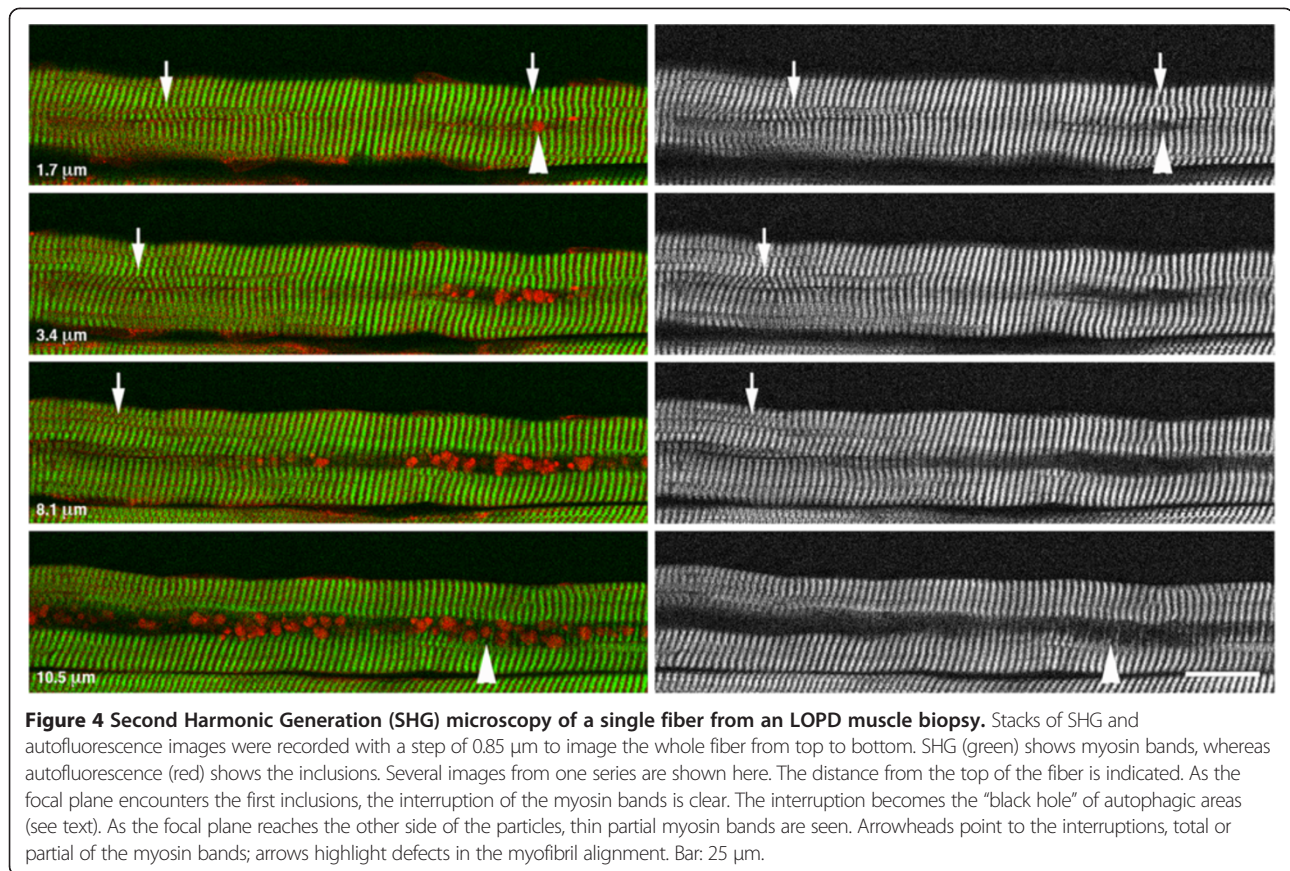 1.7 µm
3.4 µm
8.1 µm
10.5 µm
Figure 4 Second Harmonic Generation (SHG) microscopy of a single fiber from an LOPD muscle biopsy. Stacks of SHG and
autofluorescence images were recorded with a step of 0.85 µm to image the whole fiber from top to bottom. SHG (green) shows myosin bands, whereas
autofluorescence (red) shows the inclusions. Several images from one series are shown here. The distance from the top of the fiber is indicated. As the
focal plane encounters the first inclusions, the interruption of the myosin bands is clear. The interruption becomes the “black hole” of autophagic areas
(see text). As the focal plane reaches the other side of the particles, thin partial myosin bands are seen. Arrowheads point to the interruptions, total or
partial of the myosin bands; arrows highlight defects in the myofibril alignment. Bar: 25 µm.